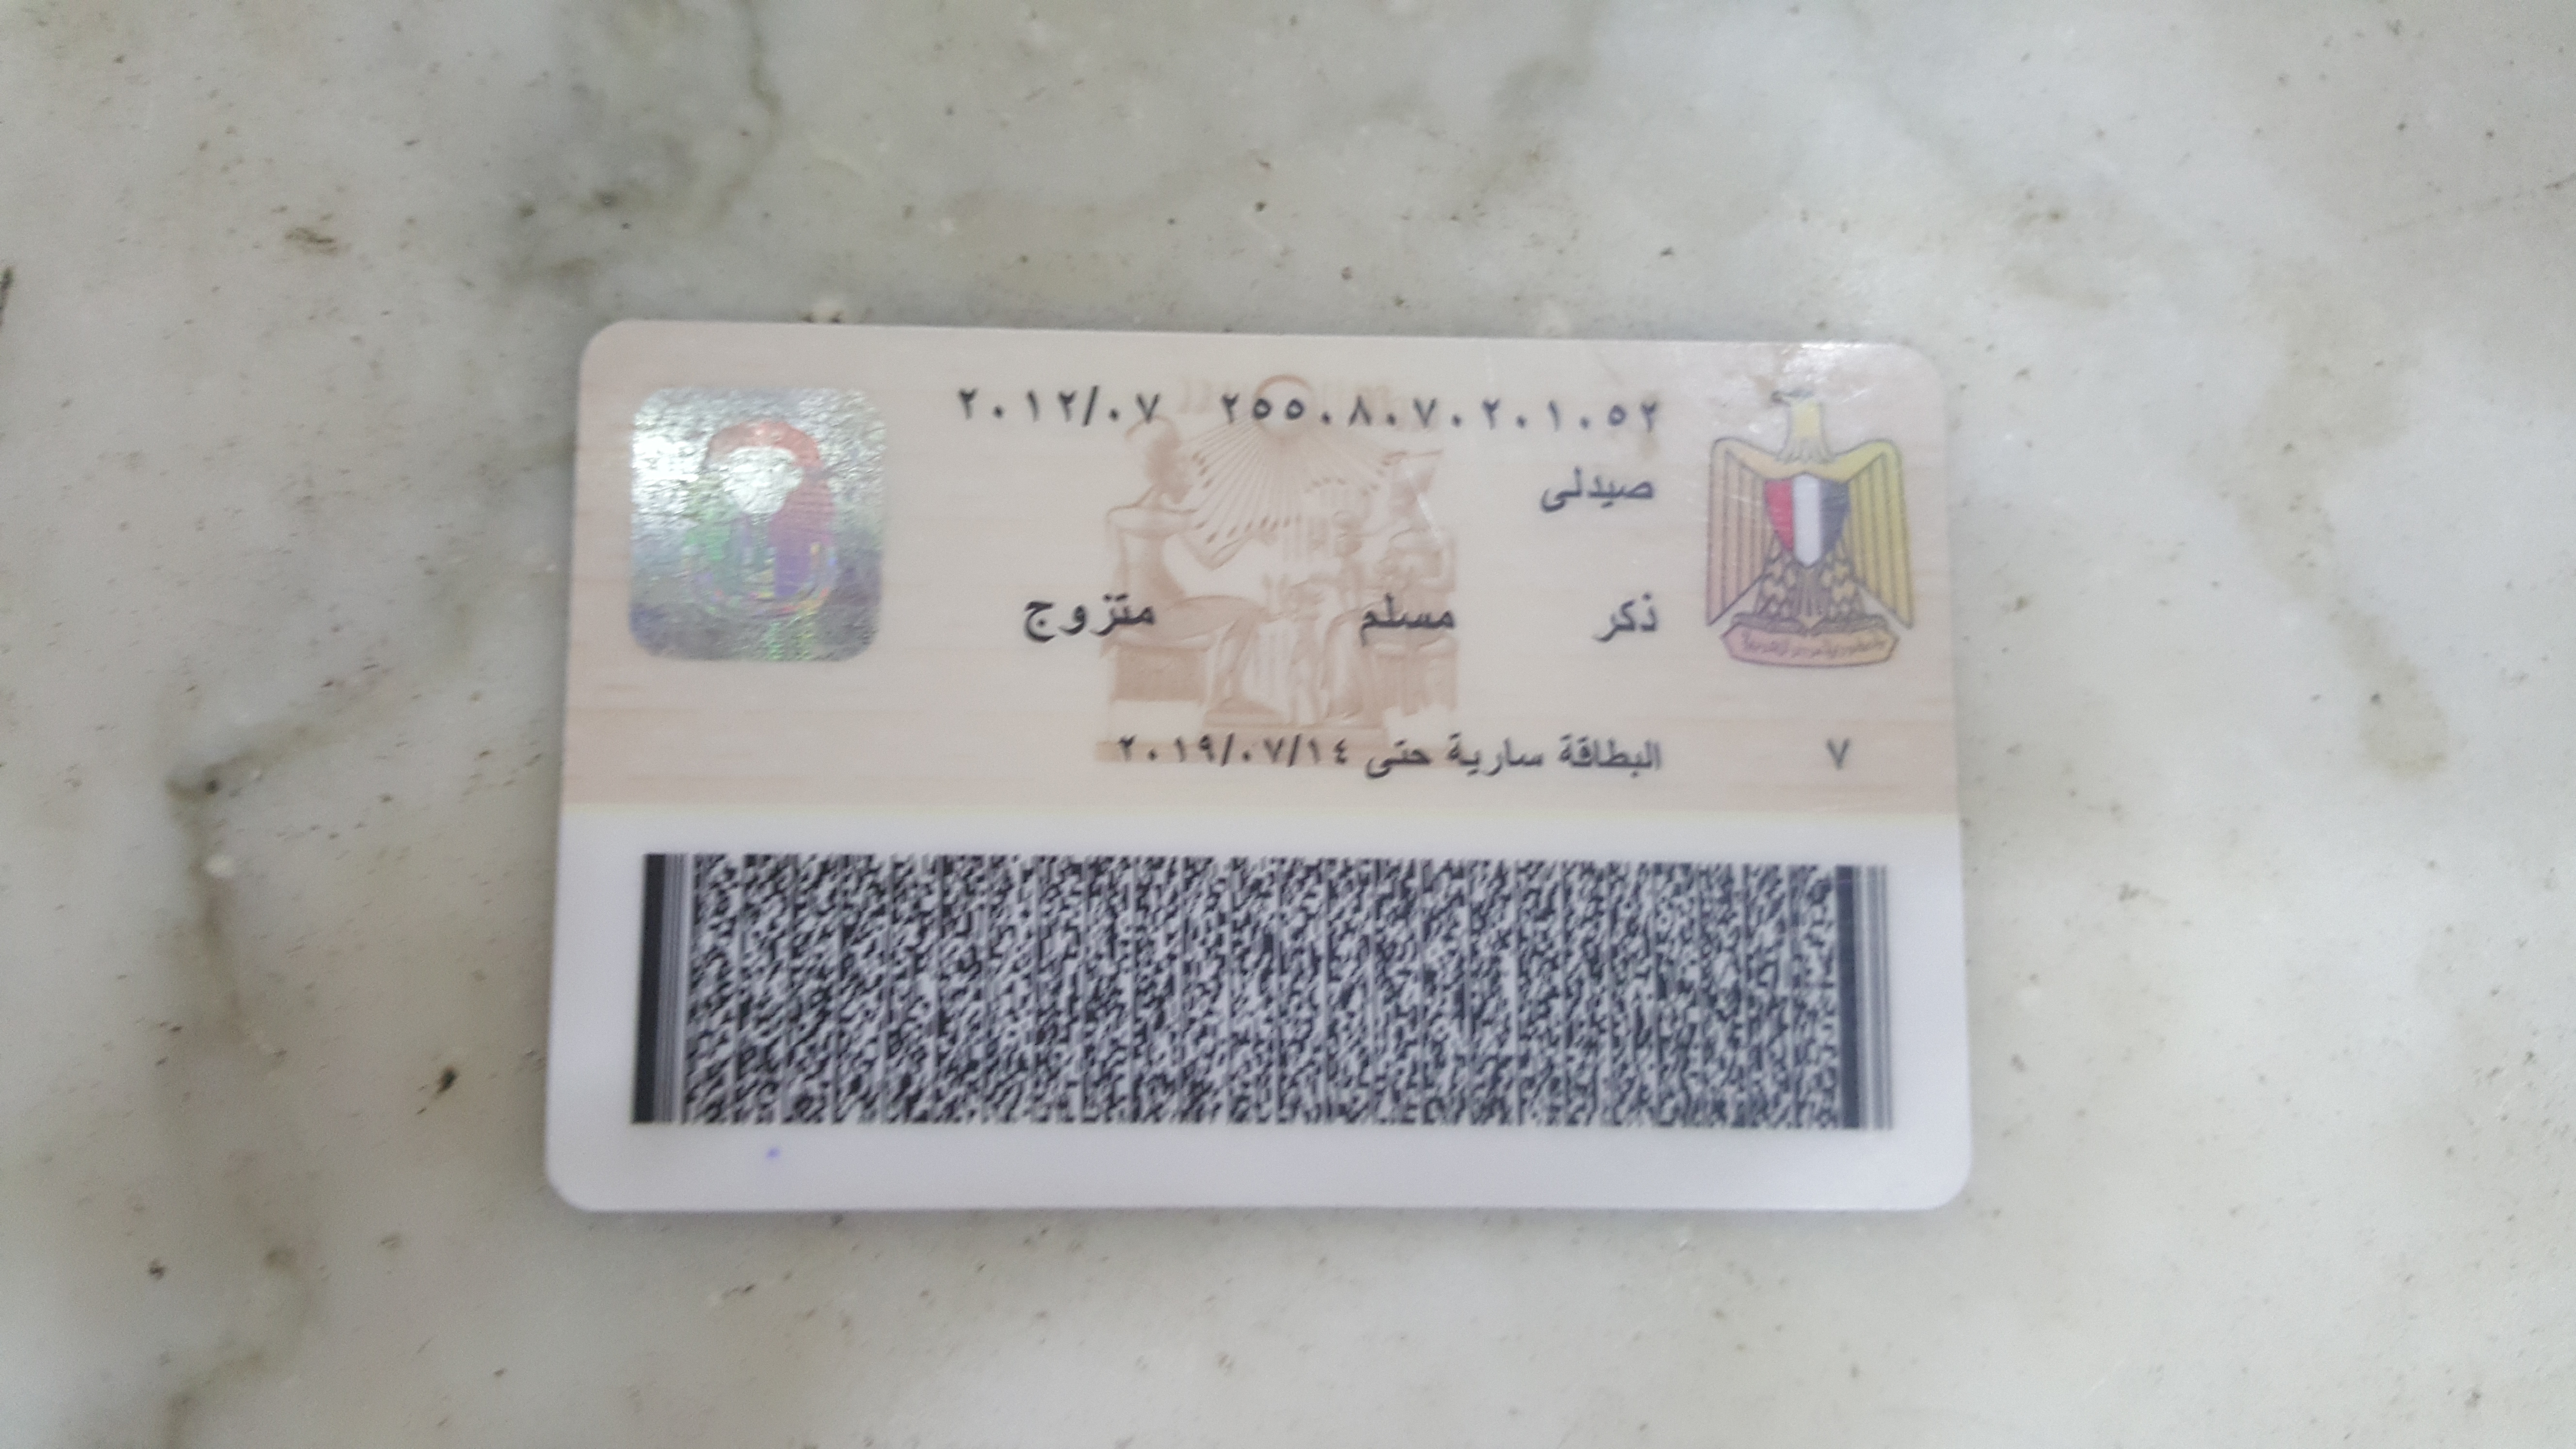 ٢٠١٢/٠٧ ٢٥٥٠٨٠٧٠٢٠١٠٥٢
صيدلى
ذكر مسلم متزوج
٧ البطاقة سارية حتى ٢٠١٩/٠٧/١٤